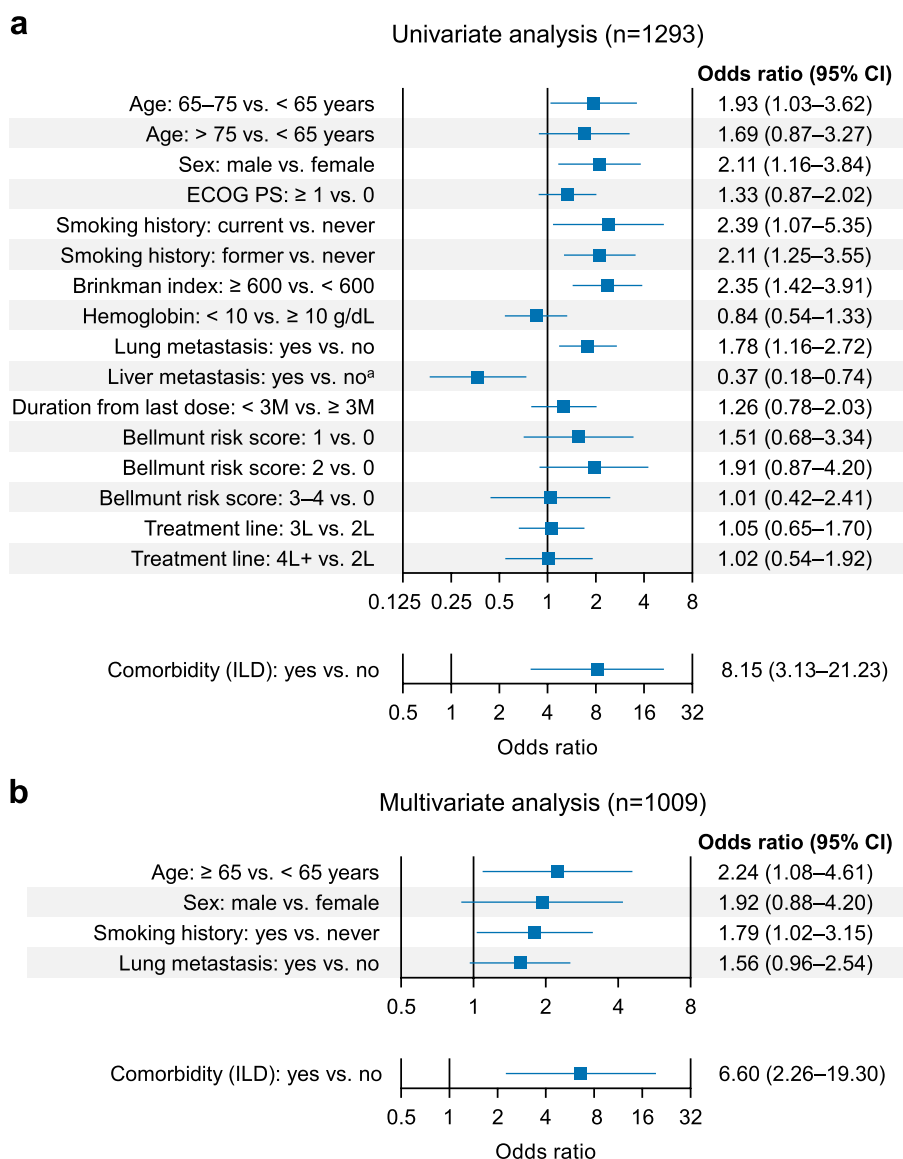 a
Univariate analysis (n=1293)
Odds ratio (95% CI)
Age: 65–75 vs. < 65 years 1.93 (1.03–3.62)
Age: > 75 vs. < 65 years 1.69 (0.87–3.27)
Sex: male vs. female 2.11 (1.16–3.84)
ECOG PS: ≥ 1 vs. 0 1.33 (0.87–2.02)
Smoking history: current vs. never 2.39 (1.07–5.35)
Smoking history: former vs. never 2.11 (1.25–3.55)
Brinkman index: ≥ 600 vs. < 600 2.35 (1.42–3.91)
Hemoglobin: < 10 vs. ≥ 10 g/dL 0.84 (0.54–1.33)
Lung metastasis: yes vs. no 1.78 (1.16–2.72)
Liver metastasis: yes vs. noᵃ 0.37 (0.18–0.74)
Duration from last dose: < 3M vs. ≥ 3M 1.26 (0.78–2.03)
Bellmunt risk score: 1 vs. 0 1.51 (0.68–3.34)
Bellmunt risk score: 2 vs. 0 1.91 (0.87–4.20)
Bellmunt risk score: 3–4 vs. 0 1.01 (0.42–2.41)
Treatment line: 3L vs. 2L 1.05 (0.65–1.70)
Treatment line: 4L+ vs. 2L 1.02 (0.54–1.92)
0.125 0.25 0.5 1 2 4 8
Comorbidity (ILD): yes vs. no 8.15 (3.13–21.23)
0.5 1 2 4 8 16 32
Odds ratio
b
Multivariate analysis (n=1009)
Odds ratio (95% CI)
Age: ≥ 65 vs. < 65 years 2.24 (1.08–4.61)
Sex: male vs. female 1.92 (0.88–4.20)
Smoking history: yes vs. never 1.79 (1.02–3.15)
Lung metastasis: yes vs. no 1.56 (0.96–2.54)
0.5 1 2 4 8
Comorbidity (ILD): yes vs. no 6.60 (2.26–19.30)
0.5 1 2 4 8 16 32
Odds ratio